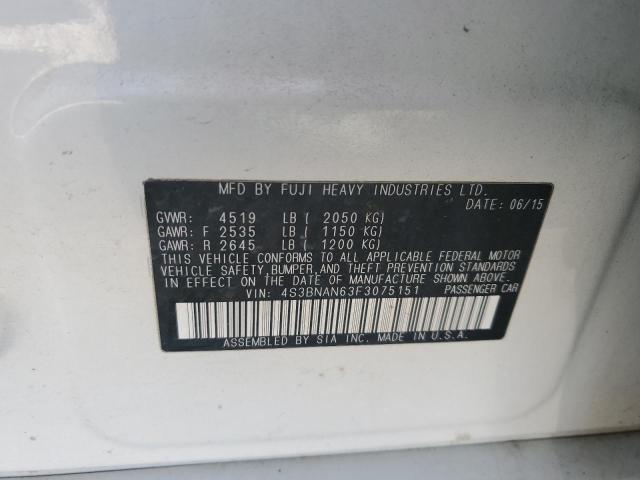 MFD BY FUJI HEAVY INDUSTRIES LTD.
DATE: 06/15
GVWR: 4519 LB ( 2050 KG)
GAWR: F 2535 LB ( 1150 KG)
GAWR: R 2645 LB ( 1200 KG)
THIS VEHICLE CONFORMS TO ALL APPLICABLE FEDERAL MOTOR
VEHICLE SAFETY, BUMPER, AND THEFT PREVENTION STANDARDS
IN EFFECT ON THE DATE OF MANUFACTURE SHOWN ABOVE.
VIN: 4S3BNAN63F3075151 PASSENGER CAR
ASSEMBLED BY SIA INC. MADE IN U.S.A.